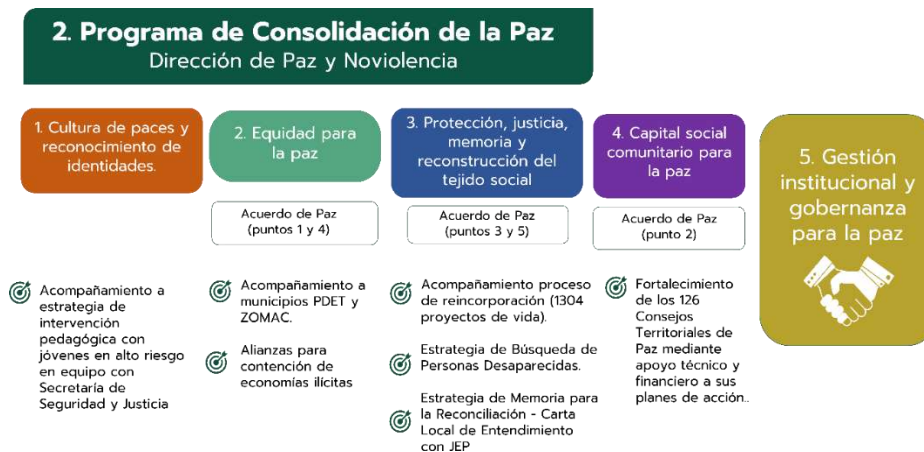 2. Programa de Consolidación de la Paz
Dirección de Paz y Noviolencia
1. Cultura de paces y
reconocimiento de
identidades.
2. Equidad para
la paz
Acuerdo de Paz
(puntos 1 y 4)
3. Protección, justicia,
memoria y
reconstrucción del
tejido social
Acuerdo de Paz
(puntos 3 y 5)
4. Capital social
comunitario para
la paz
Acuerdo de Paz
(punto 2)
5. Gestión
institucional y
gobernanza
para la paz
Acompañamiento a
estrategia de
intervención
pedagógica con
jóvenes en alto riesgo
en equipo con
Secretaría de
Seguridad y Justicia
Acompañamiento a
municipios PDET y
ZOMAC.
Alianzas para
contención de
economías ilícitas
Acompañamiento proceso
de reincorporación (1304
proyectos de vida).
Estrategia de Búsqueda de
Personas Desaparecidas.
Estrategia de Memoria para
la Reconciliación - Carta
Local de Entendimiento
con JEP
Fortalecimiento
de los 126
Consejos
Territoriales de
Paz mediante
apoyo técnico y
financiero a sus
planes de acción..